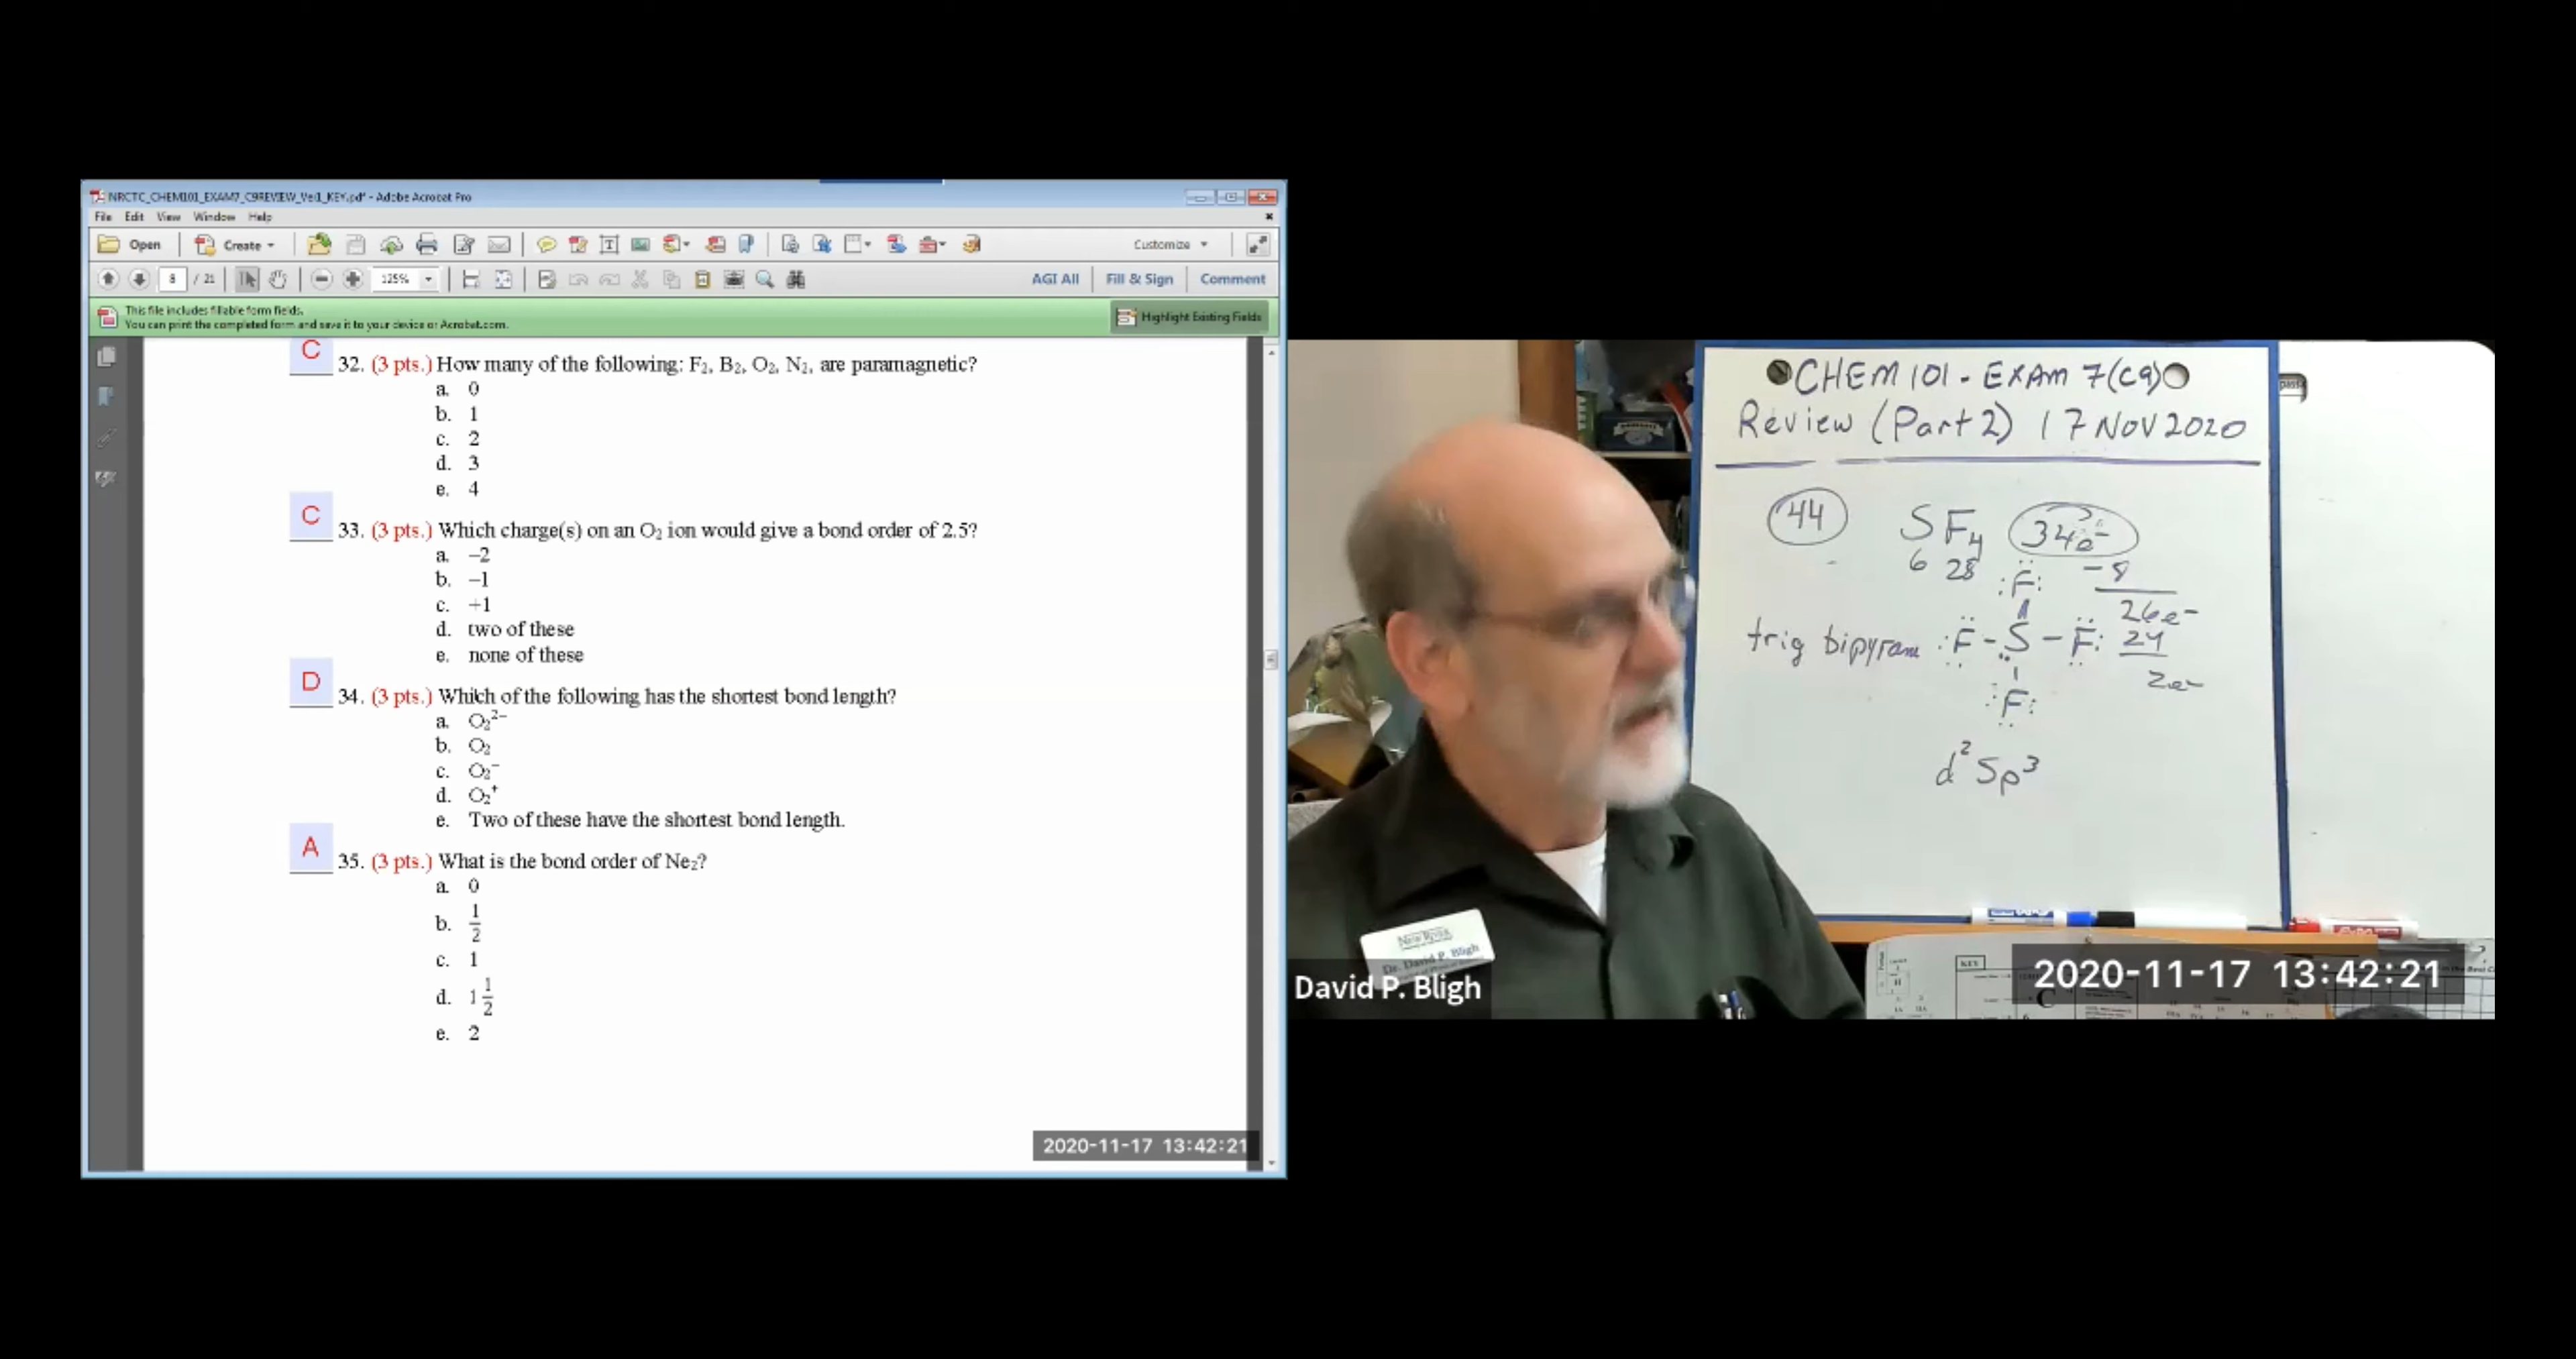 NRCTC_CHEM101_EXAM7_C9REVIEW_Ver1_KEY.pdf* - Adobe Acrobat Pro
File Edit View Window Help
Open Create Customize
8 / 21 125% AGI All Fill & Sign Comment
This file includes fillable form fields.
You can print the completed form and save it to your device or Acrobat.com.
Highlight Existing Fields
C
32. (3 pts.) How many of the following: F₂, B₂, O₂, N₂, are paramagnetic?
a. 0
b. 1
c. 2
d. 3
e. 4
C
33. (3 pts.) Which charge(s) on an O₂ ion would give a bond order of 2.5?
a. –2
b. –1
c. +1
d. two of these
e. none of these
D
34. (3 pts.) Which of the following has the shortest bond length?
a. O₂²⁻
b. O₂
c. O₂⁻
d. O₂⁺
e. Two of these have the shortest bond length.
A
35. (3 pts.) What is the bond order of Ne₂?
a. 0
b. 1/2
c. 1
d. 1 1/2
e. 2
2020-11-17 13:42:21
CHEM 101 - EXAM 7 (C9)
Review (Part 2) 17 NOV 2020
44 SF₄ 34e⁻
6 28 -8
:F: 26e⁻
trig bipyram :F - S - F: 24
2e⁻
:F:
d²sp³
New River
Dr. David P. Bligh
KEY
C
David P. Bligh
2020-11-17 13:42:21